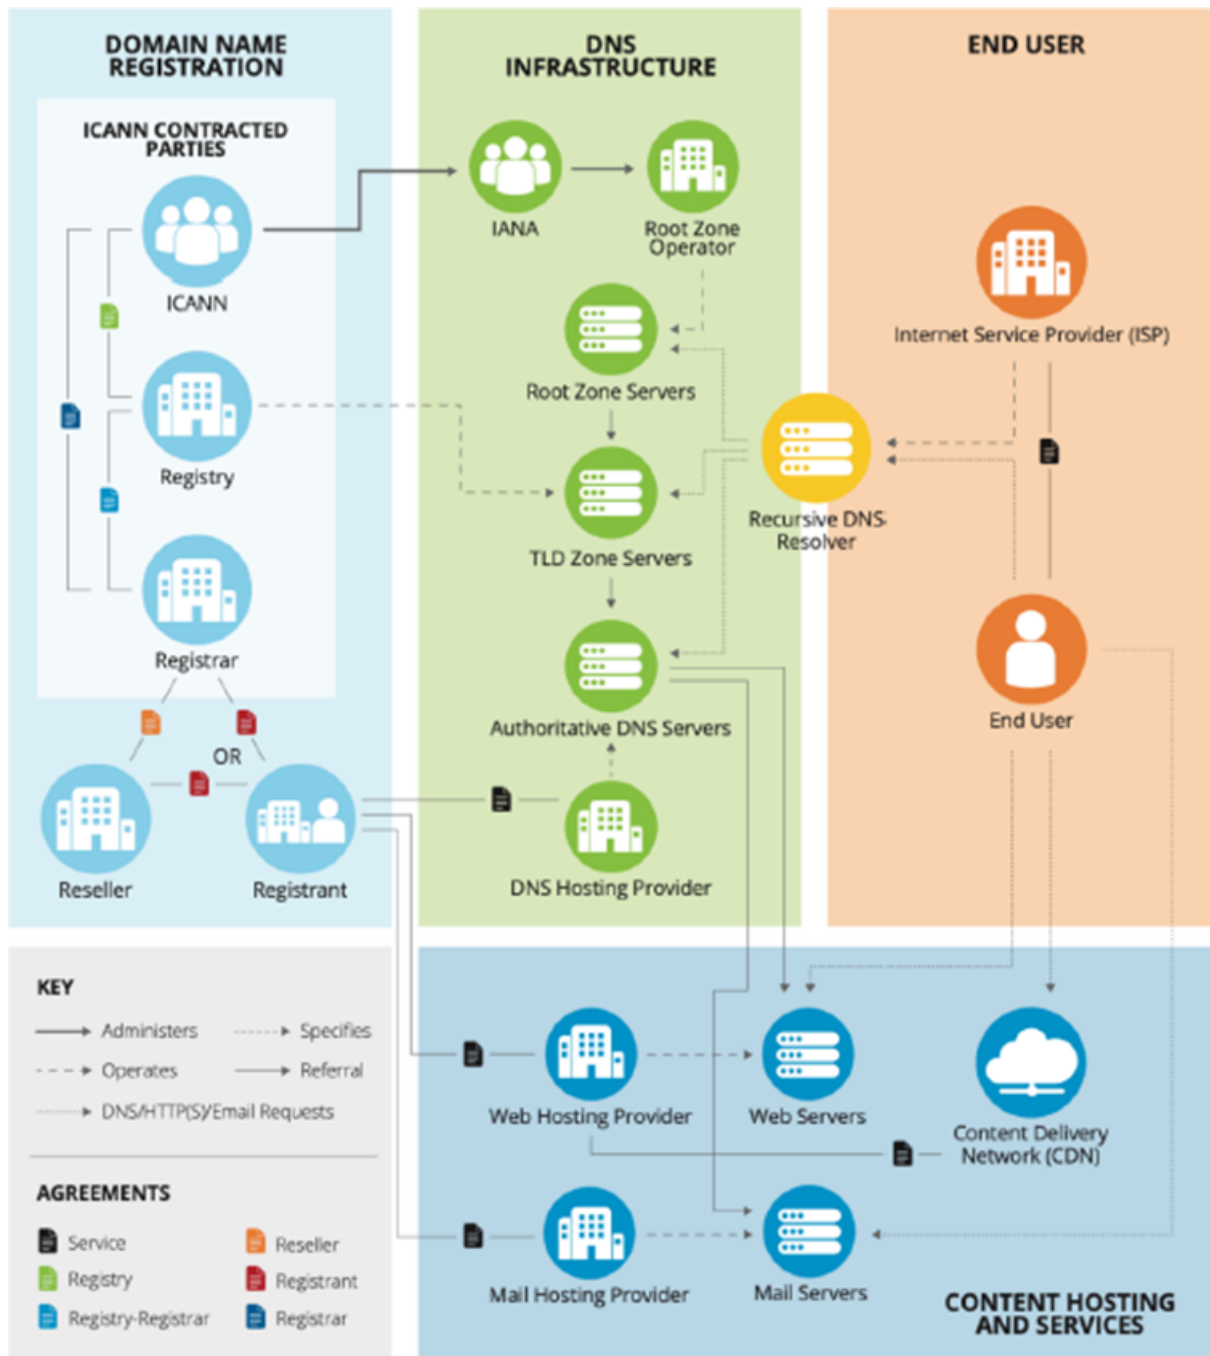 DOMAIN NAME
REGISTRATION
ICANN CONTRACTED
PARTIES
ICANN
Registry
Registrar
OR
Reseller
Registrant
DNS
INFRASTRUCTURE
IANA
Root Zone
Operator
Root Zone Servers
TLD Zone Servers
Authoritative DNS Servers
DNS Hosting Provider
Recursive DNS
Resolver
END USER
Internet Service Provider (ISP)
End User
KEY
Administers
Specifies
Operates
Referral
DNS/HTTP(S)/Email Requests
AGREEMENTS
Service
Reseller
Registry
Registrant
Registry-Registrar
Registrar
Web Hosting Provider
Web Servers
Content Delivery
Network (CDN)
Mail Hosting Provider
Mail Servers
CONTENT HOSTING
AND SERVICES